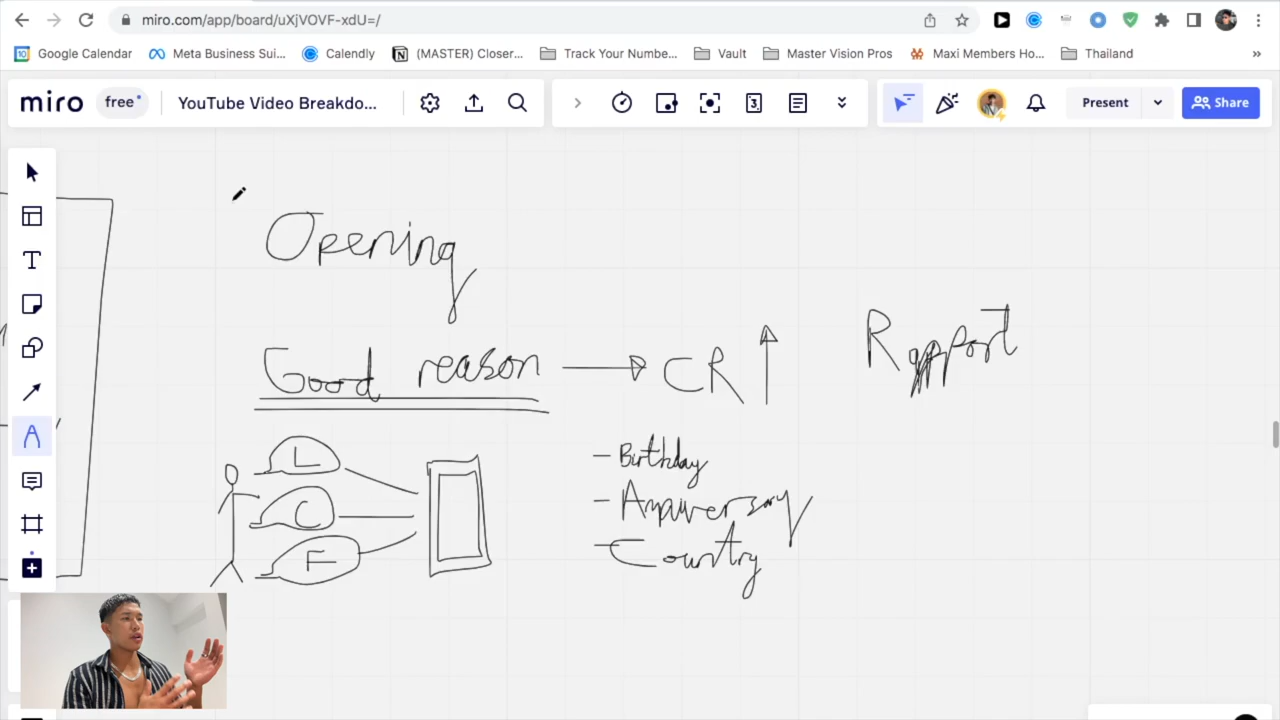 miro.com/app/board/uXjVOVF-xdU=/
Google Calendar
Meta Business Sui...
Calendly
(MASTER) Closer...
Track Your Numbe...
Vault
Master Vision Pros
Maxi Members Ho...
Thailand
»
miro
free
YouTube Video Breakdo...
3
Present
Share
Opening
Good reason
CR
Rapport
L
C
F
- Birthday
- Anniversary
- Country